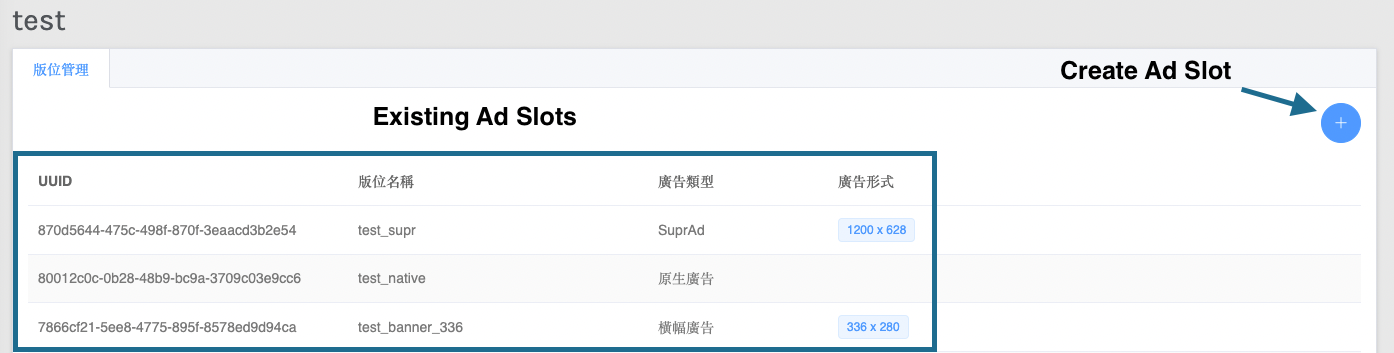 test
版位管理
Create Ad Slot
Existing Ad Slots
+
UUID 版位名稱 廣告類型 廣告形式
870d5644-475c-498f-870f-3eaacd3b2e54 test_supr SuprAd 1200 x 628
80012c0c-0b28-48b9-bc9a-3709c03e9cc6 test_native 原生廣告
7866cf21-5ee8-4775-895f-8578ed9d94ca test_banner_336 橫幅廣告 336 x 280